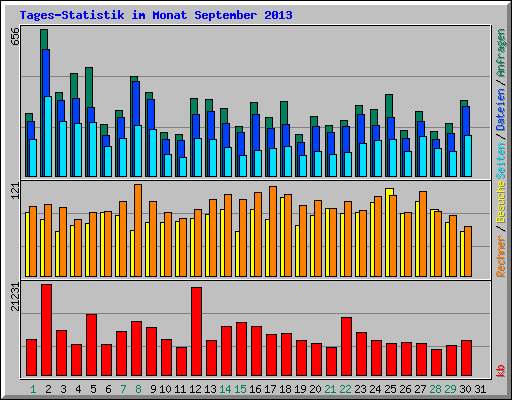 Tages-Statistik im Monat September 2013
656
121
21231
Rechner / Besuche Seiten / Dateien / Anfragen
kb
1 2 3 4 5 6 7 8 9 10 11 12 13 14 15 16 17 18 19 20 21 22 23 24 25 26 27 28 29 30 31